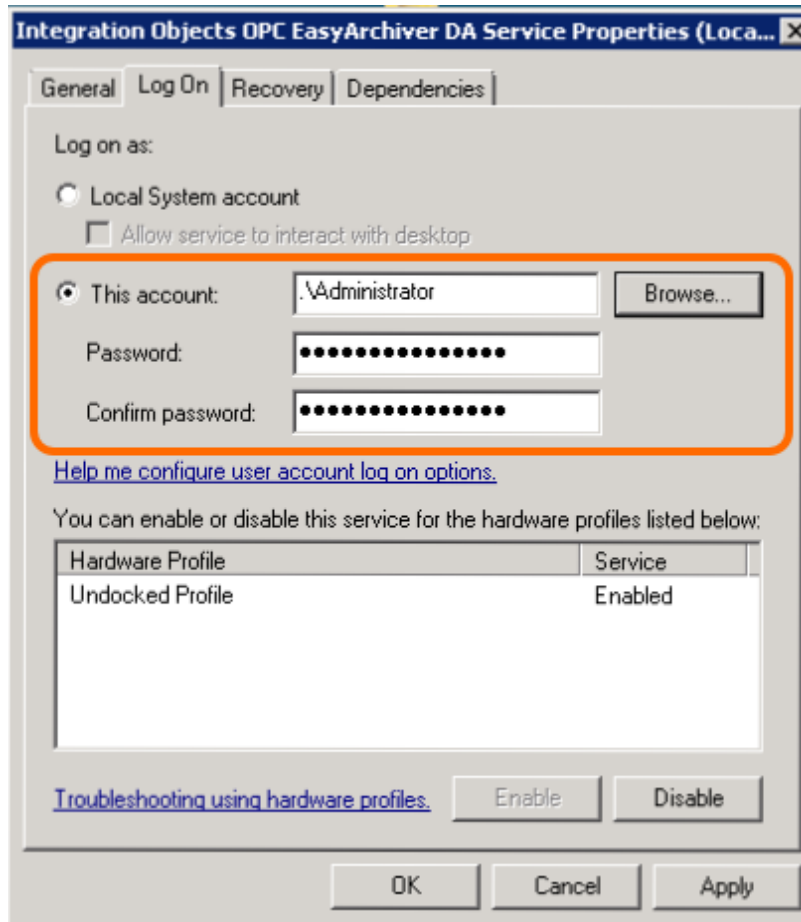 Integration Objects OPC EasyArchiver DA Service Properties (Loca...
General Log On Recovery Dependencies
Log on as:
Local System account
Allow service to interact with desktop
This account: .\Administrator Browse...
Password: •••••••••••••••
Confirm password: •••••••••••••••
Help me configure user account log on options.
You can enable or disable this service for the hardware profiles listed below:
Hardware Profile Service
Undocked Profile Enabled
Troubleshooting using hardware profiles. Enable Disable
OK Cancel Apply